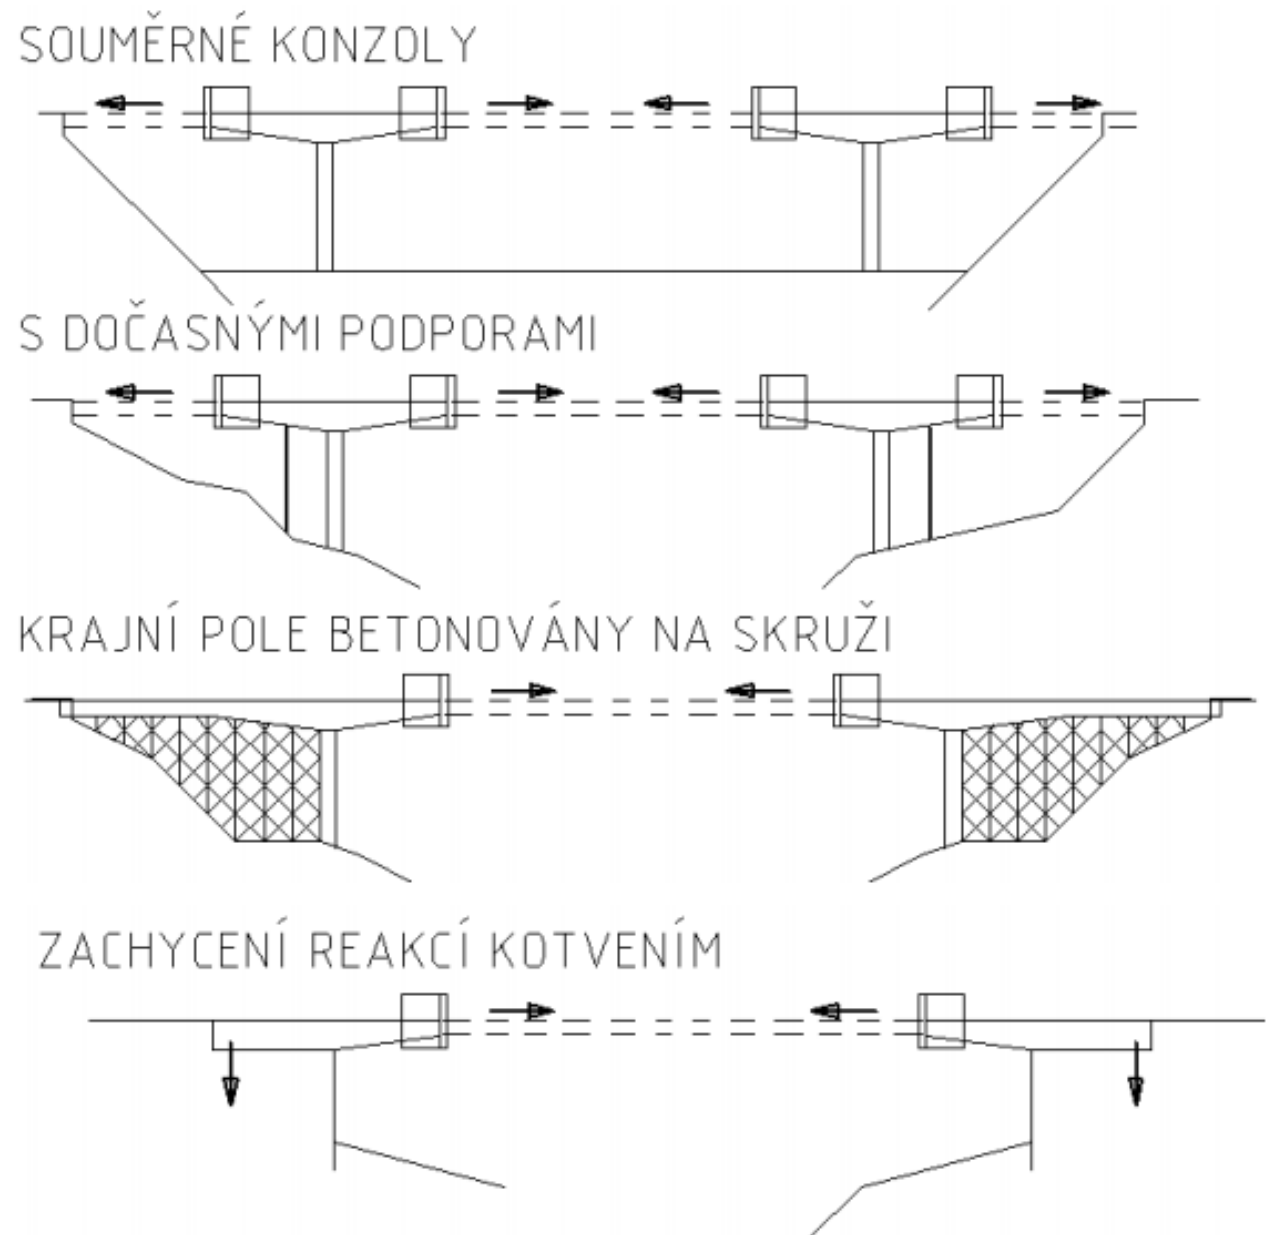 SOUMĚRNÉ KONZOLY
S DOČASNÝMI PODPORAMI
KRAJNÍ POLE BETONOVÁNY NA SKRUŽI
ZACHYCENÍ REAKCÍ KOTVENÍM